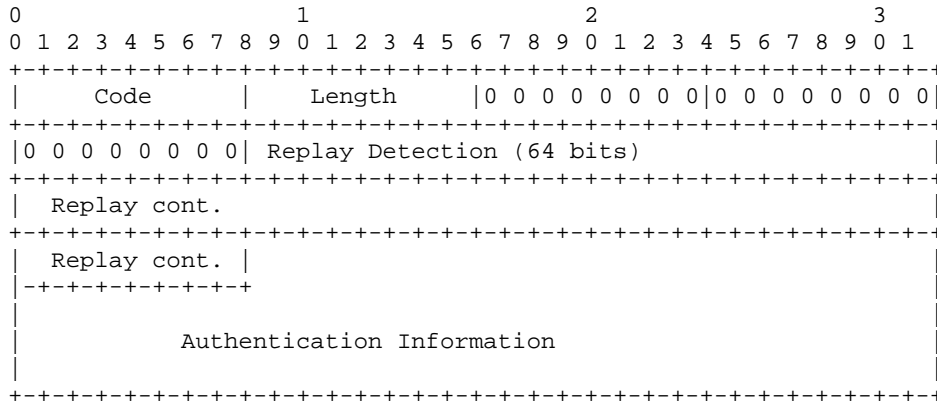 0                   1                   2                   3
0 1 2 3 4 5 6 7 8 9 0 1 2 3 4 5 6 7 8 9 0 1 2 3 4 5 6 7 8 9 0 1
+-+-+-+-+-+-+-+-+-+-+-+-+-+-+-+-+-+-+-+-+-+-+-+-+-+-+-+-+-+-+-+-+
|     Code      |    Length     |0 0 0 0 0 0 0 0|0 0 0 0 0 0 0 0|
+-+-+-+-+-+-+-+-+-+-+-+-+-+-+-+-+-+-+-+-+-+-+-+-+-+-+-+-+-+-+-+-+
|0 0 0 0 0 0 0 0| Replay Detection (64 bits)                    |
+-+-+-+-+-+-+-+-+-+-+-+-+-+-+-+-+-+-+-+-+-+-+-+-+-+-+-+-+-+-+-+-+
|  Replay cont.                                                 |
+-+-+-+-+-+-+-+-+-+-+-+-+-+-+-+-+-+-+-+-+-+-+-+-+-+-+-+-+-+-+-+-+
|  Replay cont. |                                               |
|-+-+-+-+-+-+-+-+                                               |
|                                                               |
|           Authentication Information                          |
|                                                               |
+-+-+-+-+-+-+-+-+-+-+-+-+-+-+-+-+-+-+-+-+-+-+-+-+-+-+-+-+-+-+-+-+